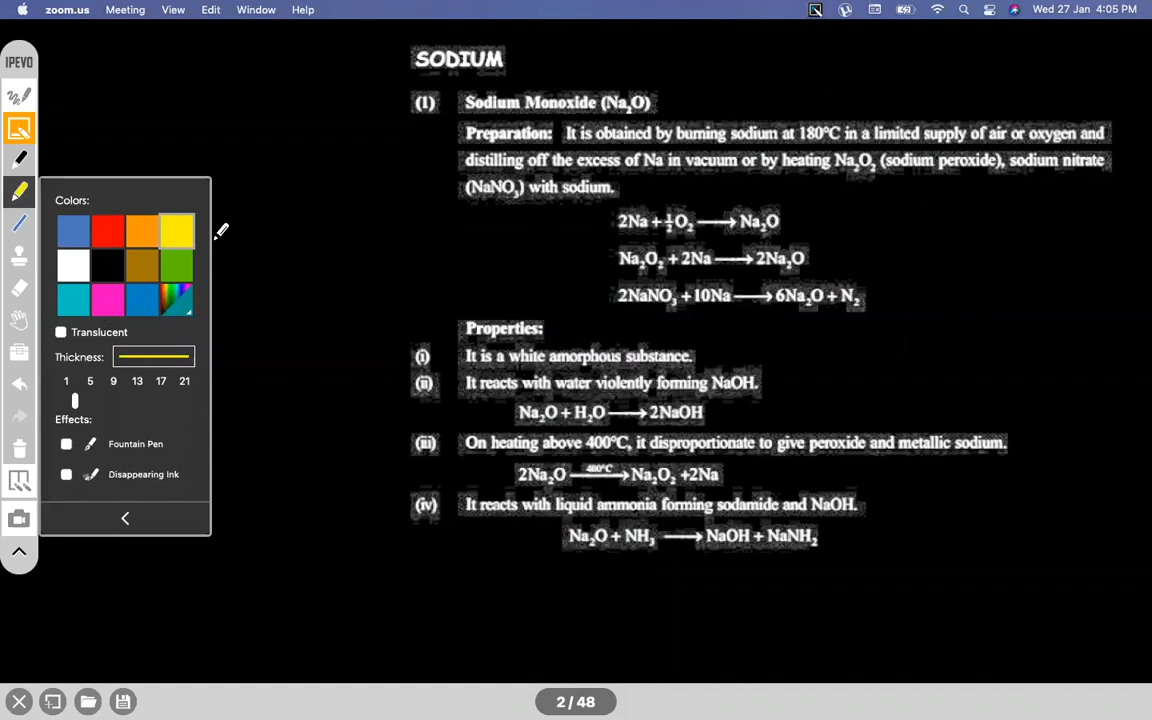 zoom.us Meeting View Edit Window Help Wed 27 Jan 4:05 PM
IPEVO
SODIUM
(1) Sodium Monoxide (Na₂O)
Preparation: It is obtained by burning sodium at 180°C in a limited supply of air or oxygen and
distilling off the excess of Na in vacuum or by heating Na₂O₂ (sodium peroxide), sodium nitrate
(NaNO₃) with sodium.
2Na + ½O₂ ⟶ Na₂O
Na₂O₂ + 2Na ⟶ 2Na₂O
2NaNO₃ + 10Na ⟶ 6Na₂O + N₂
Properties:
(i) It is a white amorphous substance.
(ii) It reacts with water violently forming NaOH.
Na₂O + H₂O ⟶ 2NaOH
(iii) On heating above 400°C, it disproportionate to give peroxide and metallic sodium.
2Na₂O ⟶ 400°C Na₂O₂ +2Na
(iv) It reacts with liquid ammonia forming sodamide and NaOH.
Na₂O + NH₃ ⟶ NaOH + NaNH₂
Colors:
Translucent
Thickness:
1 5 9 13 17 21
Effects:
Fountain Pen
Disappearing Ink
2 / 48